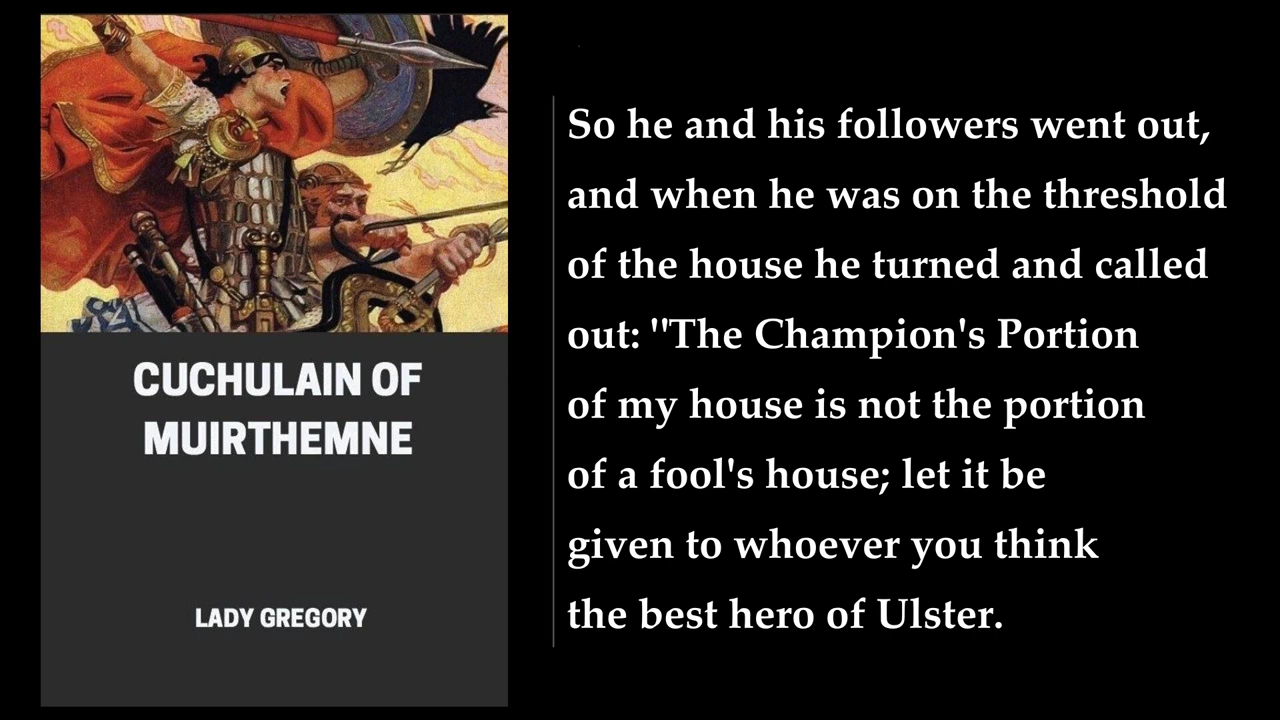 CUCHULAIN OF
MUIRTHEMNE
LADY GREGORY
So he and his followers went out,
and when he was on the threshold
of the house he turned and called
out: "The Champion's Portion
of my house is not the portion
of a fool's house; let it be
given to whoever you think
the best hero of Ulster.